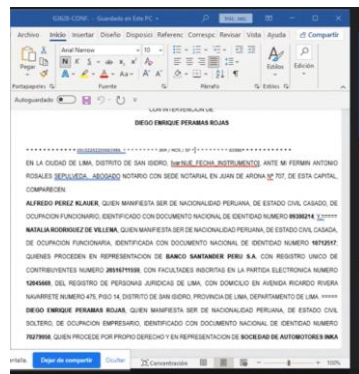 G3828-CONF. - Guardado en Este PC
Inic. ses.
Archivo Inicio Insertar Diseño Disposici Referenc Corresp Revisar Vista Ayuda Compartir
Arial Narrow 10
Pegar
N K S
Estilos Edición
Portapapeles Fuente Párrafo Estilos
Autoguardado
CON INTERVENCION DE
DIEGO ENRIQUE PERAMAS ROJAS
EN LA CIUDAD DE LIMA, DISTRITO DE SAN ISIDRO, [varNUE_FECHA_INSTRUMENTO], ANTE MI FERMIN ANTONIO
ROSALES SEPULVEDA, ABOGADO NOTARIO CON SEDE NOTARIAL EN JUAN DE ARONA Nº 707, DE ESTA CAPITAL,
COMPARECEN:
ALFREDO PEREZ KLAUER, QUIEN MANIFIESTA SER DE NACIONALIDAD PERUANA, DE ESTADO CIVIL CASADO, DE
OCUPACION FUNCIONARIO, IDENTIFICADO CON DOCUMENTO NACIONAL DE IDENTIDAD NUMERO
NATALIA RODRIGUEZ DE VILLENA, QUIEN MANIFIESTA SER DE NACIONALIDAD PERUANA, DE ESTADO CIVIL CASADA,
DE OCUPACION FUNCIONARIA, IDENTIFICADA CON DOCUMENTO NACIONAL DE IDENTIDAD NUMERO 10712517;
QUIENES PROCEDEN EN REPRESENTACION DE BANCO SANTANDER PERU S.A. CON REGISTRO UNICO DE
CONTRIBUYENTES NUMERO CON FACULTADES INSCRITAS EN LA PARTIDA ELECTRONICA NUMERO
12045669, DEL REGISTRO DE PERSONAS JURIDICAS DE LIMA, CON DOMICILIO EN AVENIDA RICARDO RIVERA
NAVARRETE NUMERO 475, PISO 14, DISTRITO DE SAN ISIDRO, PROVINCIA DE LIMA, DEPARTAMENTO DE LIMA. ======
DIEGO ENRIQUE PERAMAS ROJAS, QUIEN MANIFIESTA SER DE NACIONALIDAD PERUANA, DE ESTADO CIVIL
SOLTERO, DE OCUPACION EMPRESARIO, IDENTIFICADO CON DOCUMENTO NACIONAL DE IDENTIDAD NUMERO
70279950, QUIEN PROCEDE POR PROPIO DERECHO Y EN REPRESENTACION DE SOCIEDAD DE AUTOMOTORES INKA
Dejar de compartir Ocultar Concentración 100%